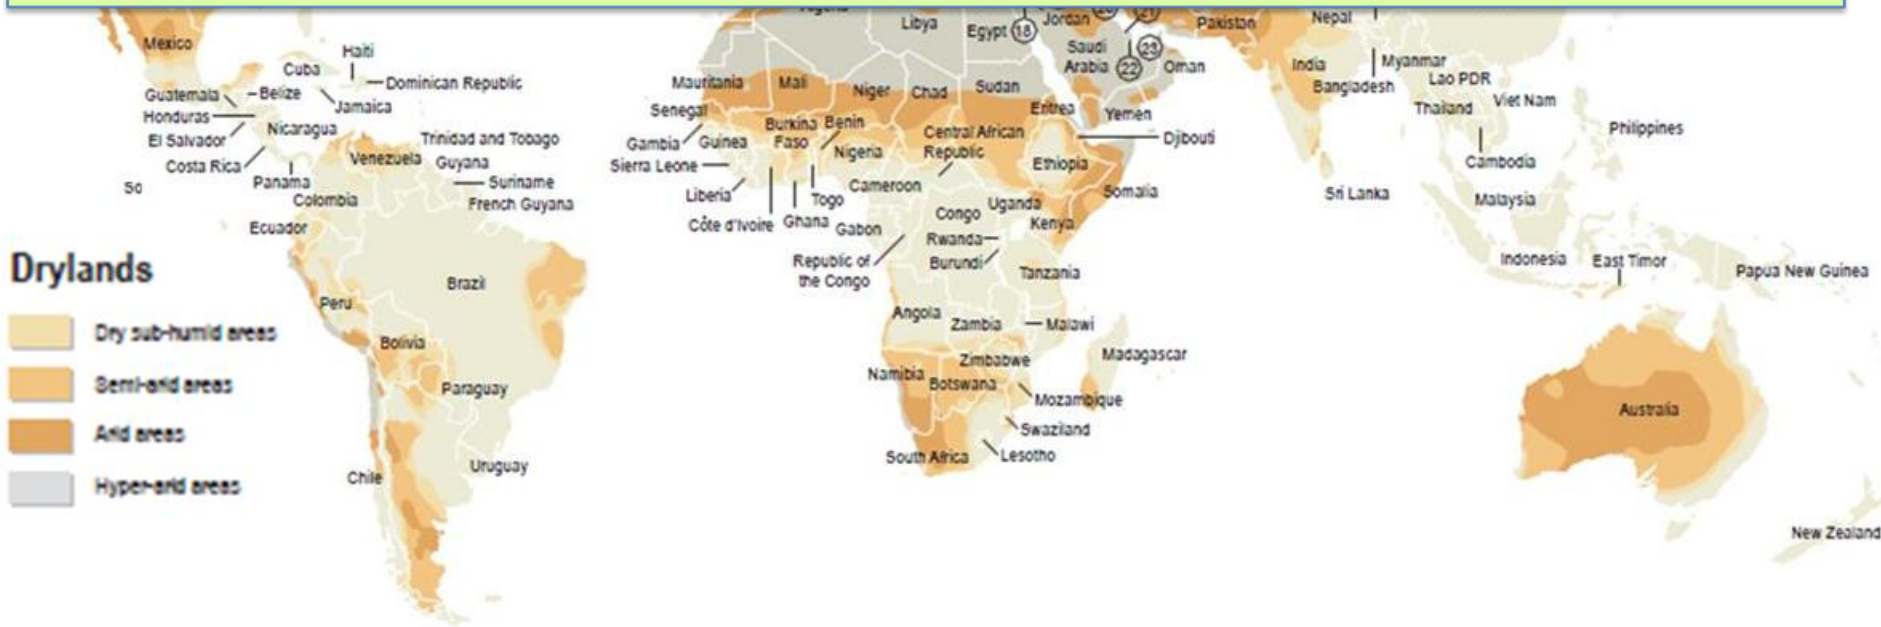 Libya
Egypt
18
Jordan
Pakistan
Nepal
Mexico
Haiti
Cuba
Dominican Republic
Guatemala
Belize
Jamaica
Honduras
Nicaragua
El Salvador
Trinidad and Tobago
Costa Rica
Venezuela
Guyana
Panama
Suriname
Colombia
French Guyana
So
Ecuador
Brazil
Peru
Bolivia
Paraguay
Chile
Uruguay
Mauritania
Mali
Niger
Chad
Sudan
Saudi
Arabia
22
23
Oman
Senegal
Eritrea
Yemen
Burkina
Faso
Benin
Gambia
Guinea
Nigeria
Central African
Republic
Djibouti
Sierra Leone
Ethiopia
Liberia
Togo
Cameroon
Somalia
Côte d'Ivoire
Ghana
Gabon
Congo
Uganda
Kenya
Rwanda
Republic of
the Congo
Burundi
Tanzania
Angola
Zambia
Malawi
Zimbabwe
Madagascar
Namibia
Botswana
Mozambique
Swaziland
South Africa
Lesotho
India
Myanmar
Bangladesh
Lao PDR
Thailand
Viet Nam
Philippines
Cambodia
Sri Lanka
Malaysia
Indonesia
East Timor
Papua New Guinea
Australia
New Zealand
Drylands
Dry sub-humid areas
Semi-arid areas
Arid areas
Hyper-arid areas